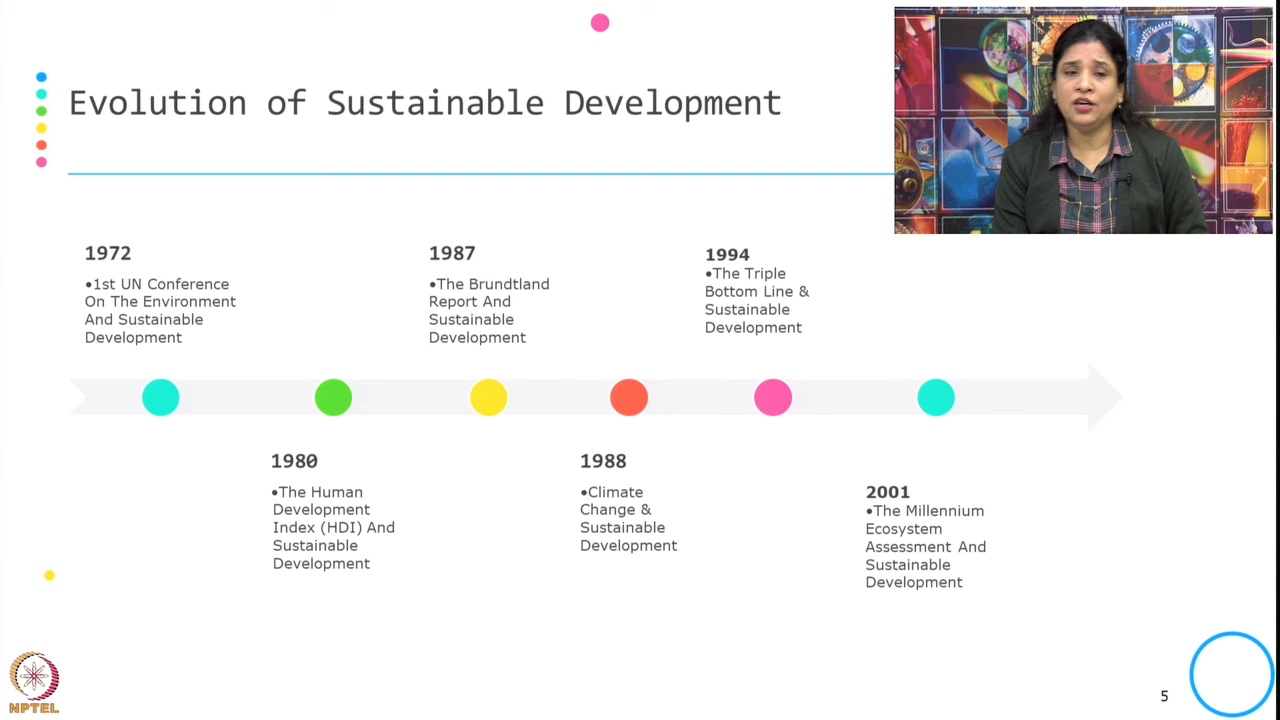 Evolution of Sustainable Development
1972
•1st UN Conference
On The Environment
And Sustainable
Development
1987
•The Brundtland
Report And
Sustainable
Development
1994
•The Triple
Bottom Line &
Sustainable
Development
1980
•The Human
Development
Index (HDI) And
Sustainable
Development
1988
•Climate
Change &
Sustainable
Development
2001
•The Millennium
Ecosystem
Assessment And
Sustainable
Development
NPTEL
5